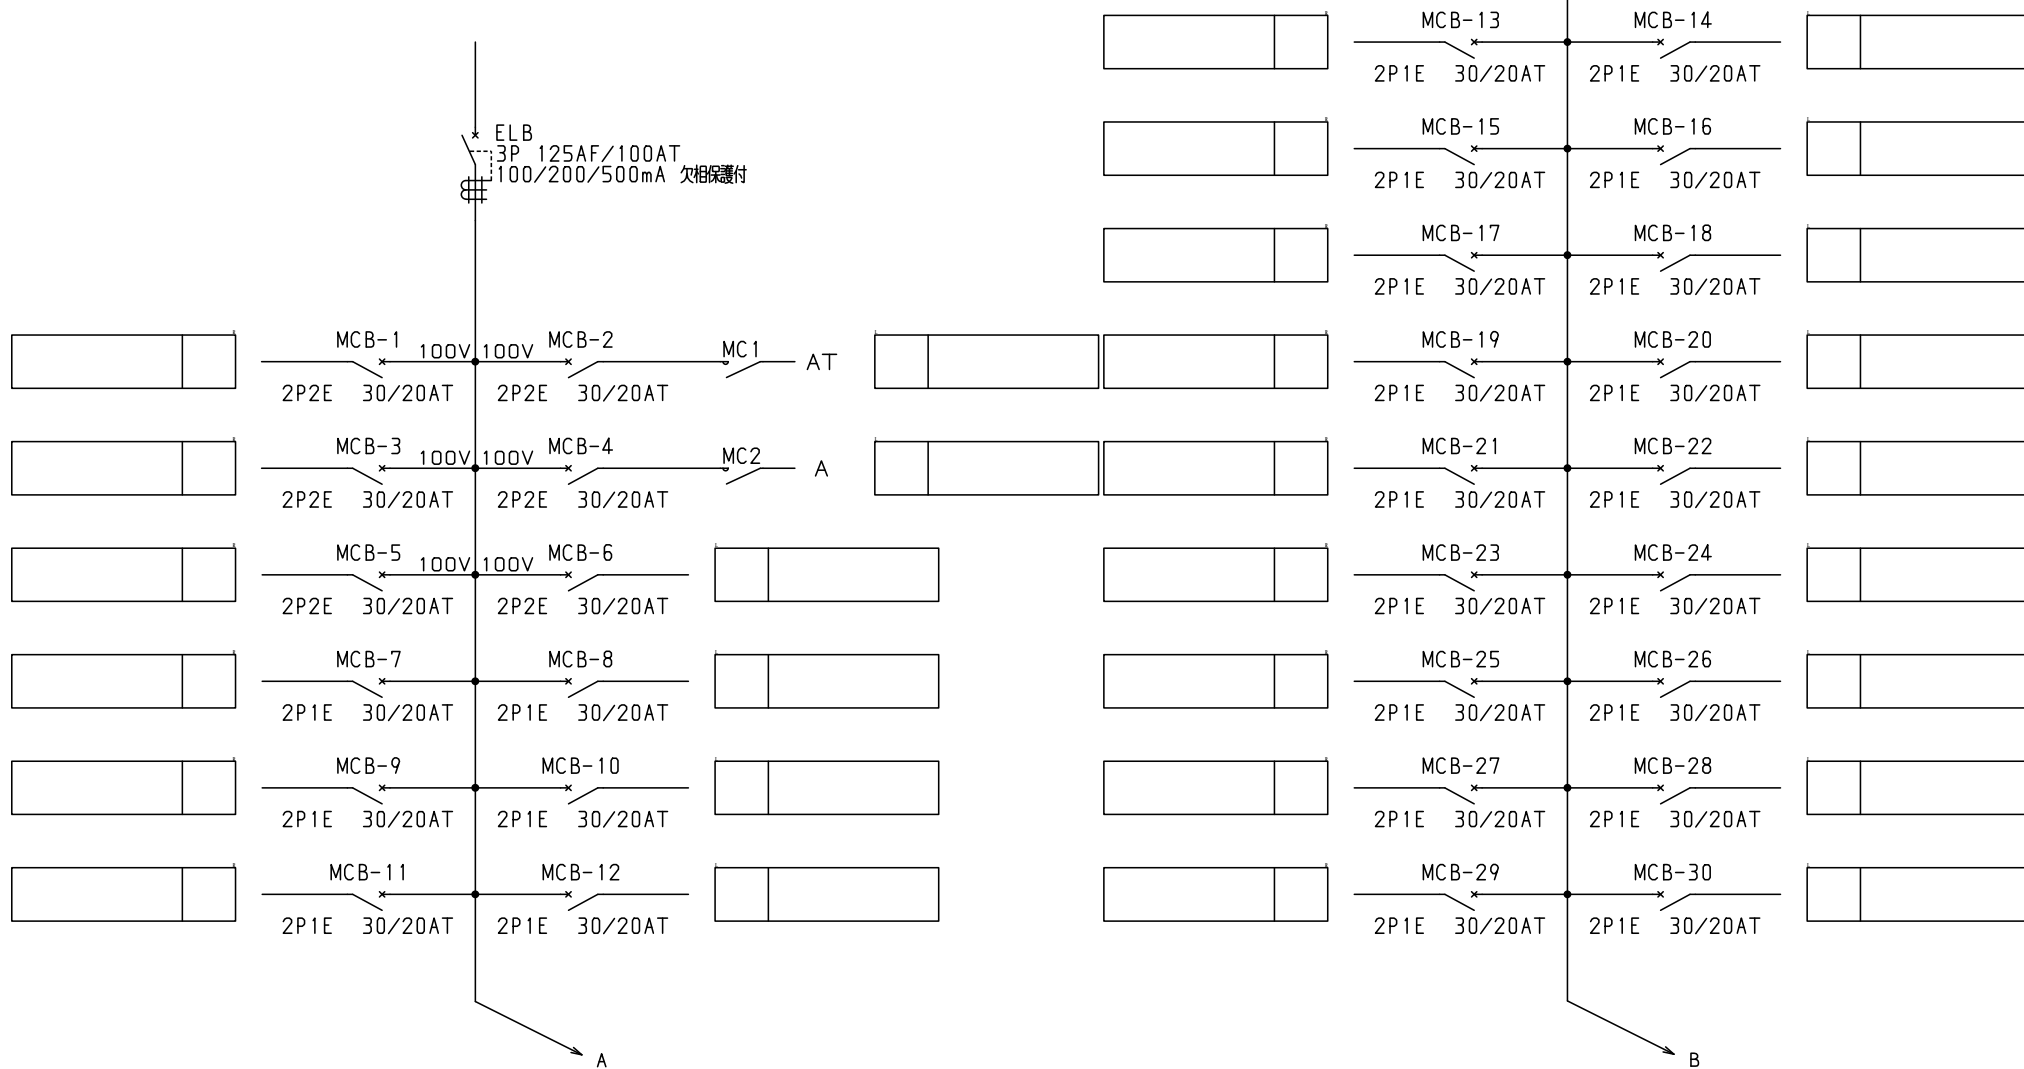 ELB
3P 125AF/100AT
100/200/500mA 欠相保護付
MCB-1 100V 100V MCB-2 MC1 AT
2P2E 30/20AT 2P2E 30/20AT
MCB-3 100V 100V MCB-4 MC2 A
2P2E 30/20AT 2P2E 30/20AT
MCB-5 100V 100V MCB-6
2P2E 30/20AT 2P2E 30/20AT
MCB-7 MCB-8
2P1E 30/20AT 2P1E 30/20AT
MCB-9 MCB-10
2P1E 30/20AT 2P1E 30/20AT
MCB-11 MCB-12
2P1E 30/20AT 2P1E 30/20AT
A
MCB-13 MCB-14
2P1E 30/20AT 2P1E 30/20AT
MCB-15 MCB-16
2P1E 30/20AT 2P1E 30/20AT
MCB-17 MCB-18
2P1E 30/20AT 2P1E 30/20AT
MCB-19 MCB-20
2P1E 30/20AT 2P1E 30/20AT
MCB-21 MCB-22
2P1E 30/20AT 2P1E 30/20AT
MCB-23 MCB-24
2P1E 30/20AT 2P1E 30/20AT
MCB-25 MCB-26
2P1E 30/20AT 2P1E 30/20AT
MCB-27 MCB-28
2P1E 30/20AT 2P1E 30/20AT
MCB-29 MCB-30
2P1E 30/20AT 2P1E 30/20AT
B